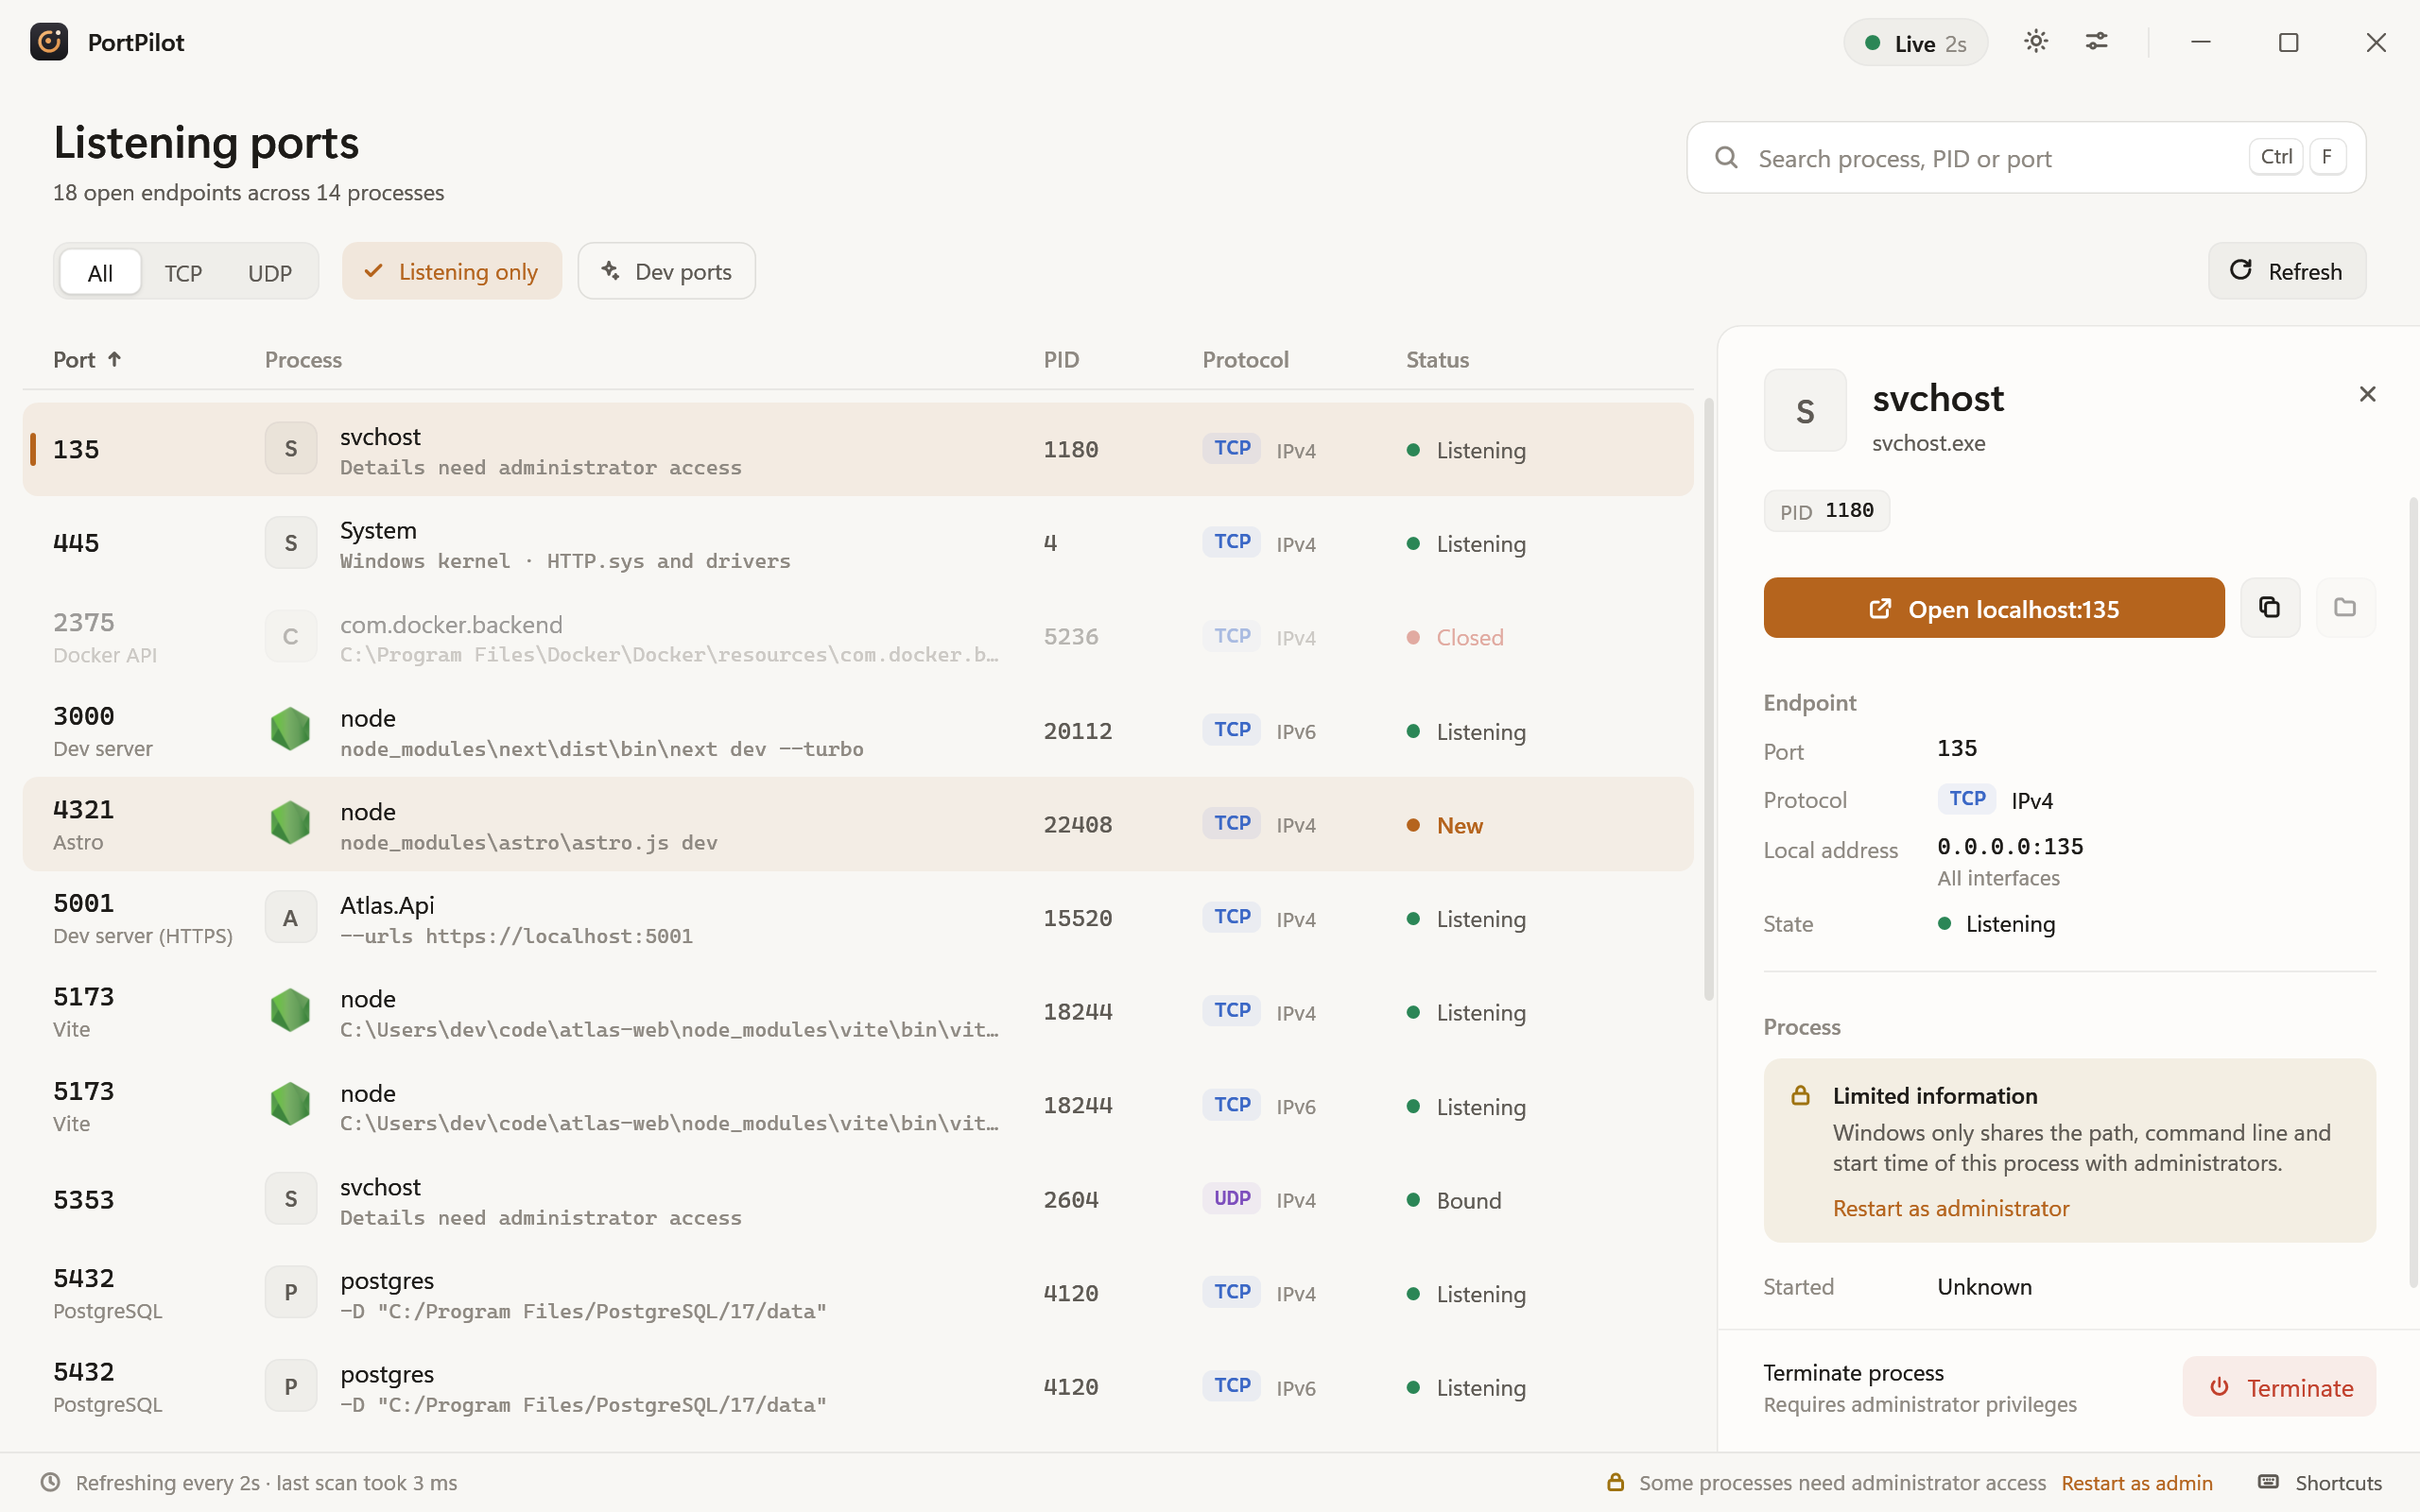 PortPilot
Live 2s
Listening ports
18 open endpoints across 14 processes
Search process, PID or port Ctrl F
All TCP UDP Listening only Dev ports Refresh
Port Process PID Protocol Status
135 S svchost 1180 TCP IPv4 Listening
Details need administrator access
445 S System 4 TCP IPv4 Listening
Windows kernel · HTTP.sys and drivers
2375 C com.docker.backend 5236 TCP IPv4 Closed
Docker API C:\Program Files\Docker\Docker\resources\com.docker.b…
3000 node 20112 TCP IPv6 Listening
Dev server node_modules\next\dist\bin\next dev --turbo
4321 node 22408 TCP IPv4 New
Astro node_modules\astro\astro.js dev
5001 A Atlas.Api 15520 TCP IPv4 Listening
Dev server (HTTPS) --urls https://localhost:5001
5173 node 18244 TCP IPv4 Listening
Vite C:\Users\dev\code\atlas-web\node_modules\vite\bin\vit…
5173 node 18244 TCP IPv6 Listening
Vite C:\Users\dev\code\atlas-web\node_modules\vite\bin\vit…
5353 S svchost 2604 UDP IPv4 Bound
Details need administrator access
5432 P postgres 4120 TCP IPv4 Listening
PostgreSQL -D "C:/Program Files/PostgreSQL/17/data"
5432 P postgres 4120 TCP IPv6 Listening
PostgreSQL -D "C:/Program Files/PostgreSQL/17/data"
S svchost
svchost.exe
PID 1180
Open localhost:135
Endpoint
Port 135
Protocol TCP IPv4
Local address 0.0.0.0:135
All interfaces
State Listening
Process
Limited information
Windows only shares the path, command line and
start time of this process with administrators.
Restart as administrator
Started Unknown
Terminate process
Requires administrator privileges
Terminate
Refreshing every 2s · last scan took 3 ms
Some processes need administrator access Restart as admin Shortcuts